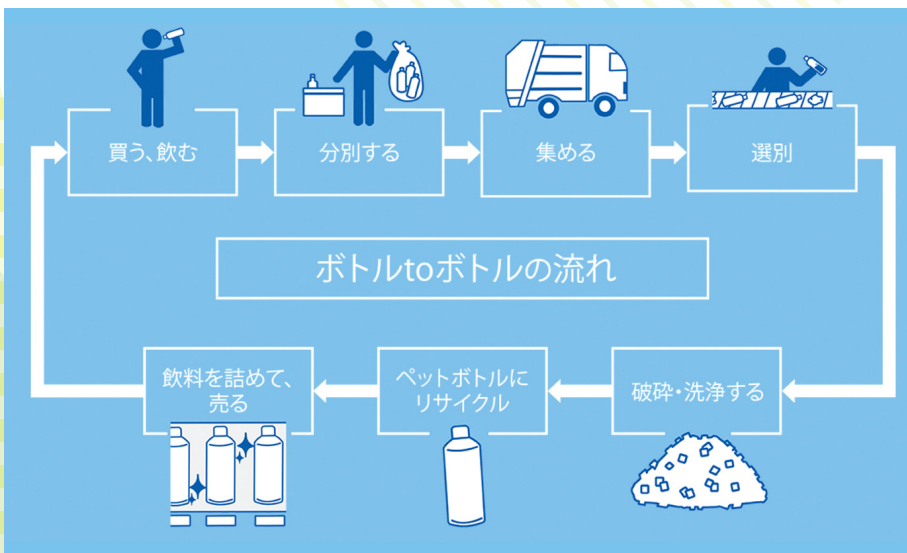 買う、飲む
分別する
集める
選別
ボトルtoボトルの流れ
破砕・洗浄する
ペットボトルに
リサイクル
飲料を詰めて、
売る